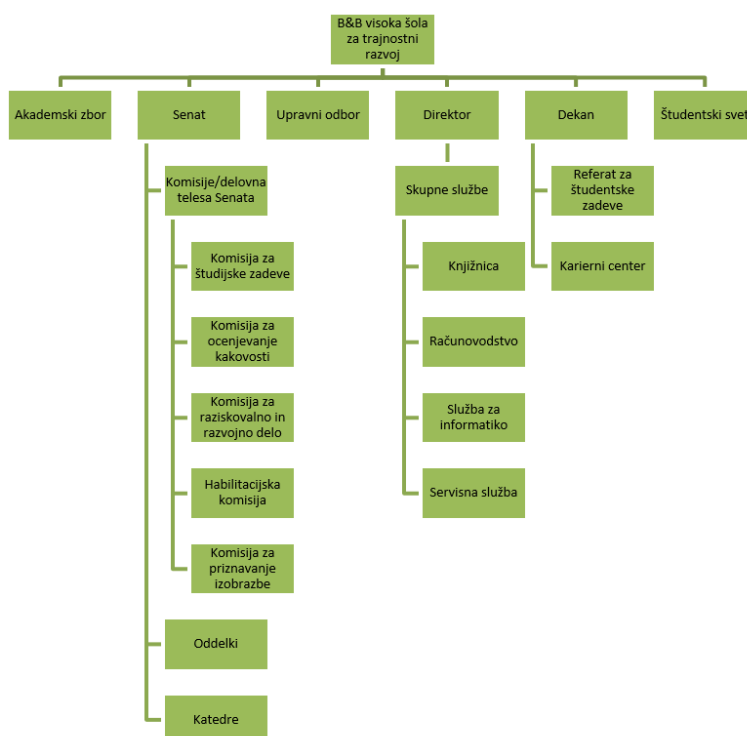 B&B visoka šola
za trajnostni
razvoj
Akademski zbor
Senat
Upravni odbor
Direktor
Dekan
Študentski svet
Komisije/delovna
telesa Senata
Skupne službe
Referat za
študentske
zadeve
Komisija za
študijske zadeve
Knjižnica
Karierni center
Komisija za
ocenjevanje
kakovosti
Računovodstvo
Komisija za
raziskovalno in
razvojno delo
Služba za
informatiko
Habilitacijska
komisija
Servisna služba
Komisija za
priznavanje
izobrazbe
Oddelki
Katedre